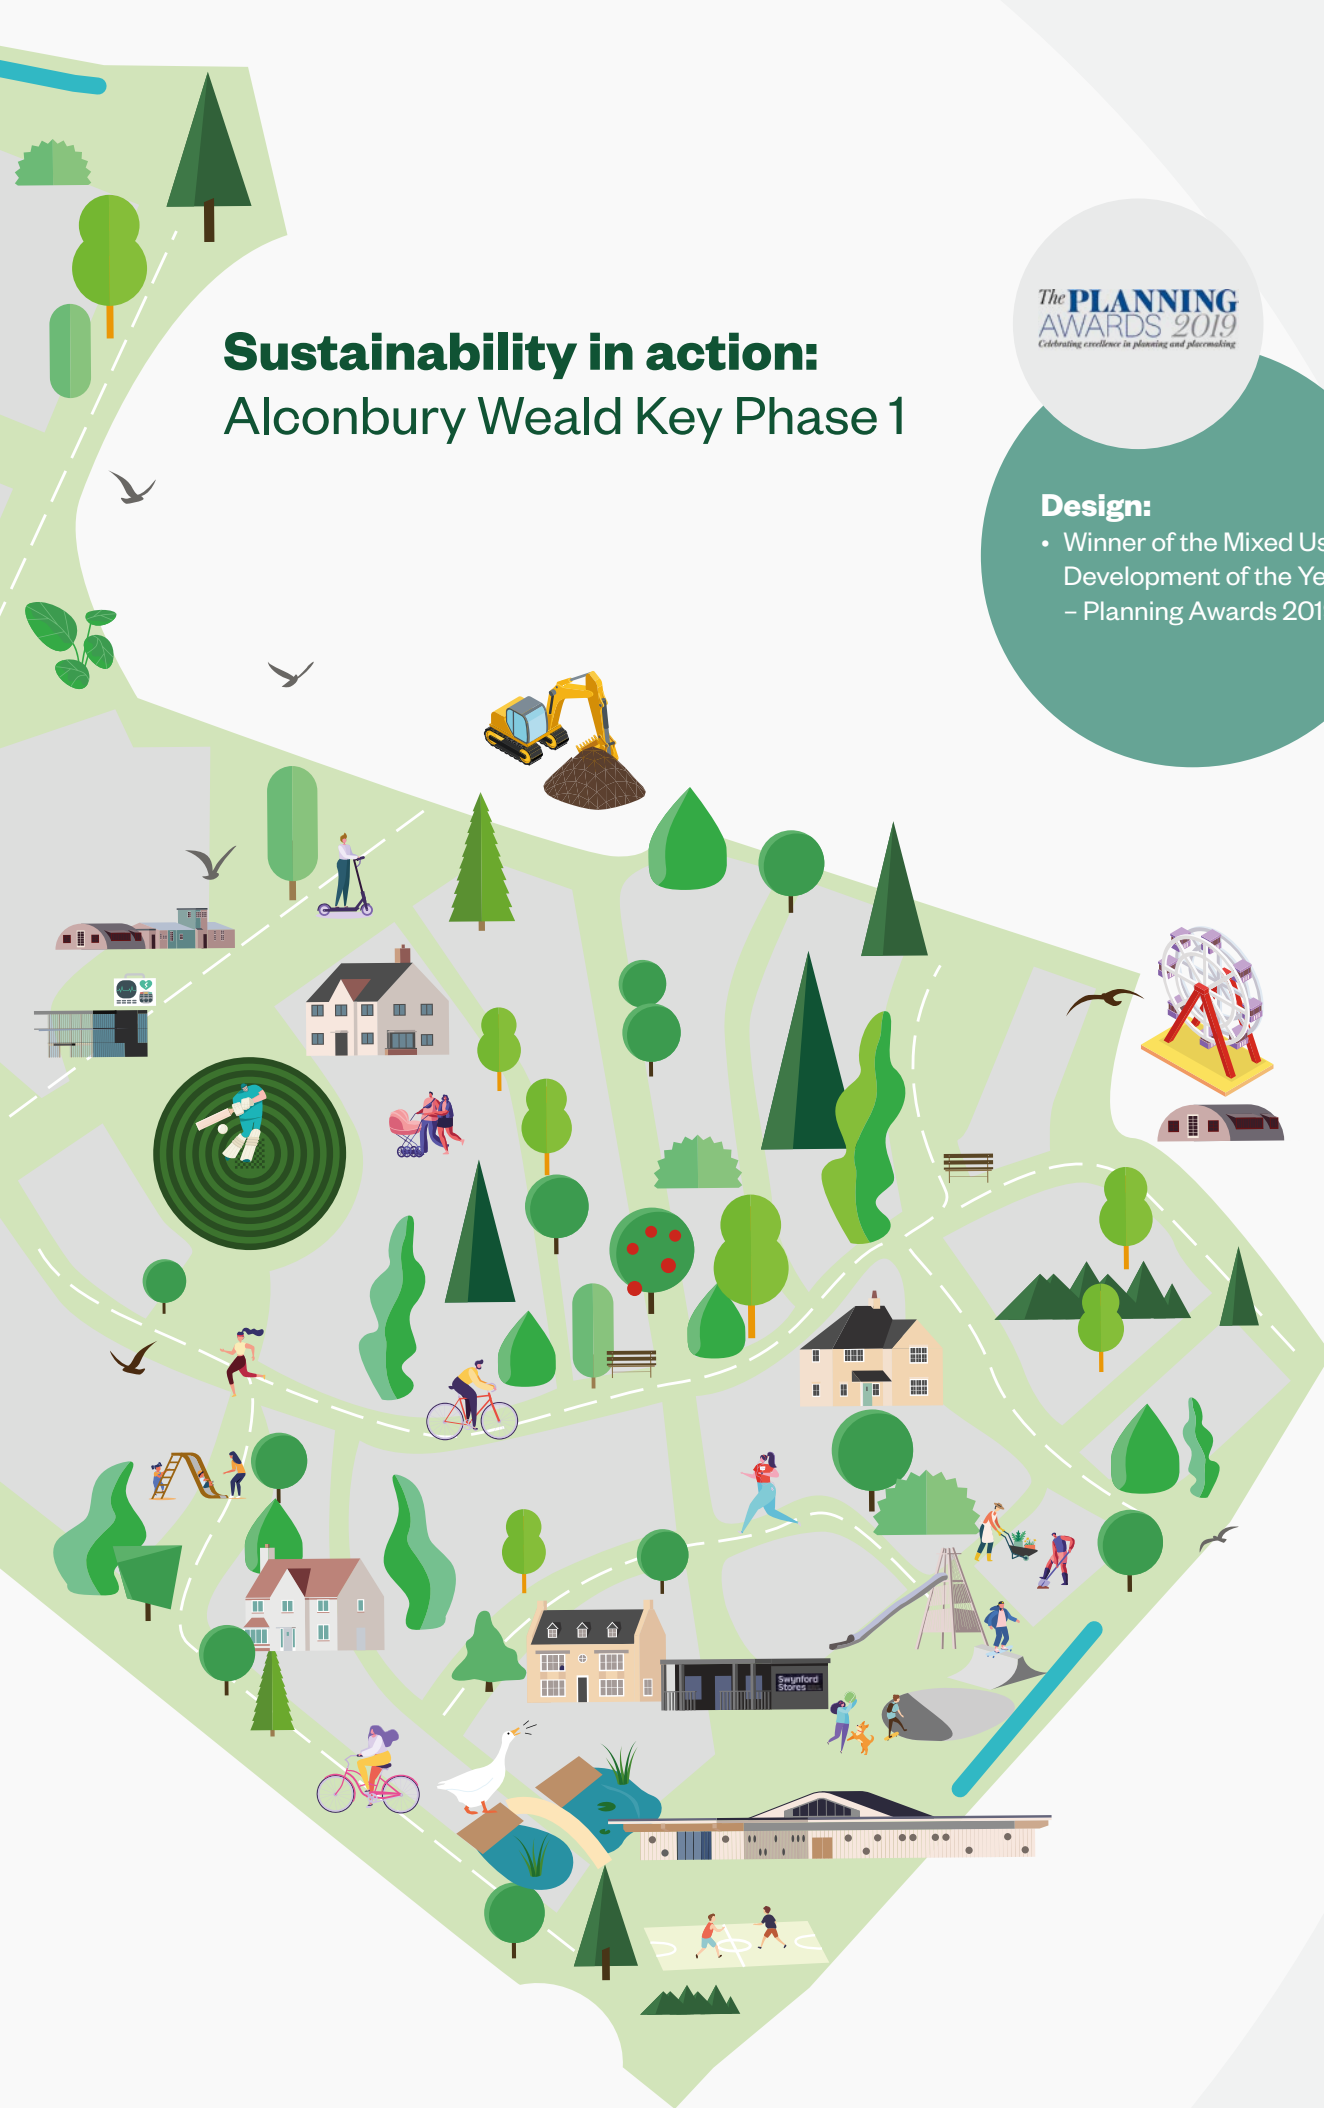 Sustainability in action:
Alconbury Weald Key Phase 1
The PLANNING
AWARDS 2019
Celebrating excellence in planning and placemaking
Design:
• Winner of the Mixed Us
Development of the Ye
– Planning Awards 201
Swynford
Stores